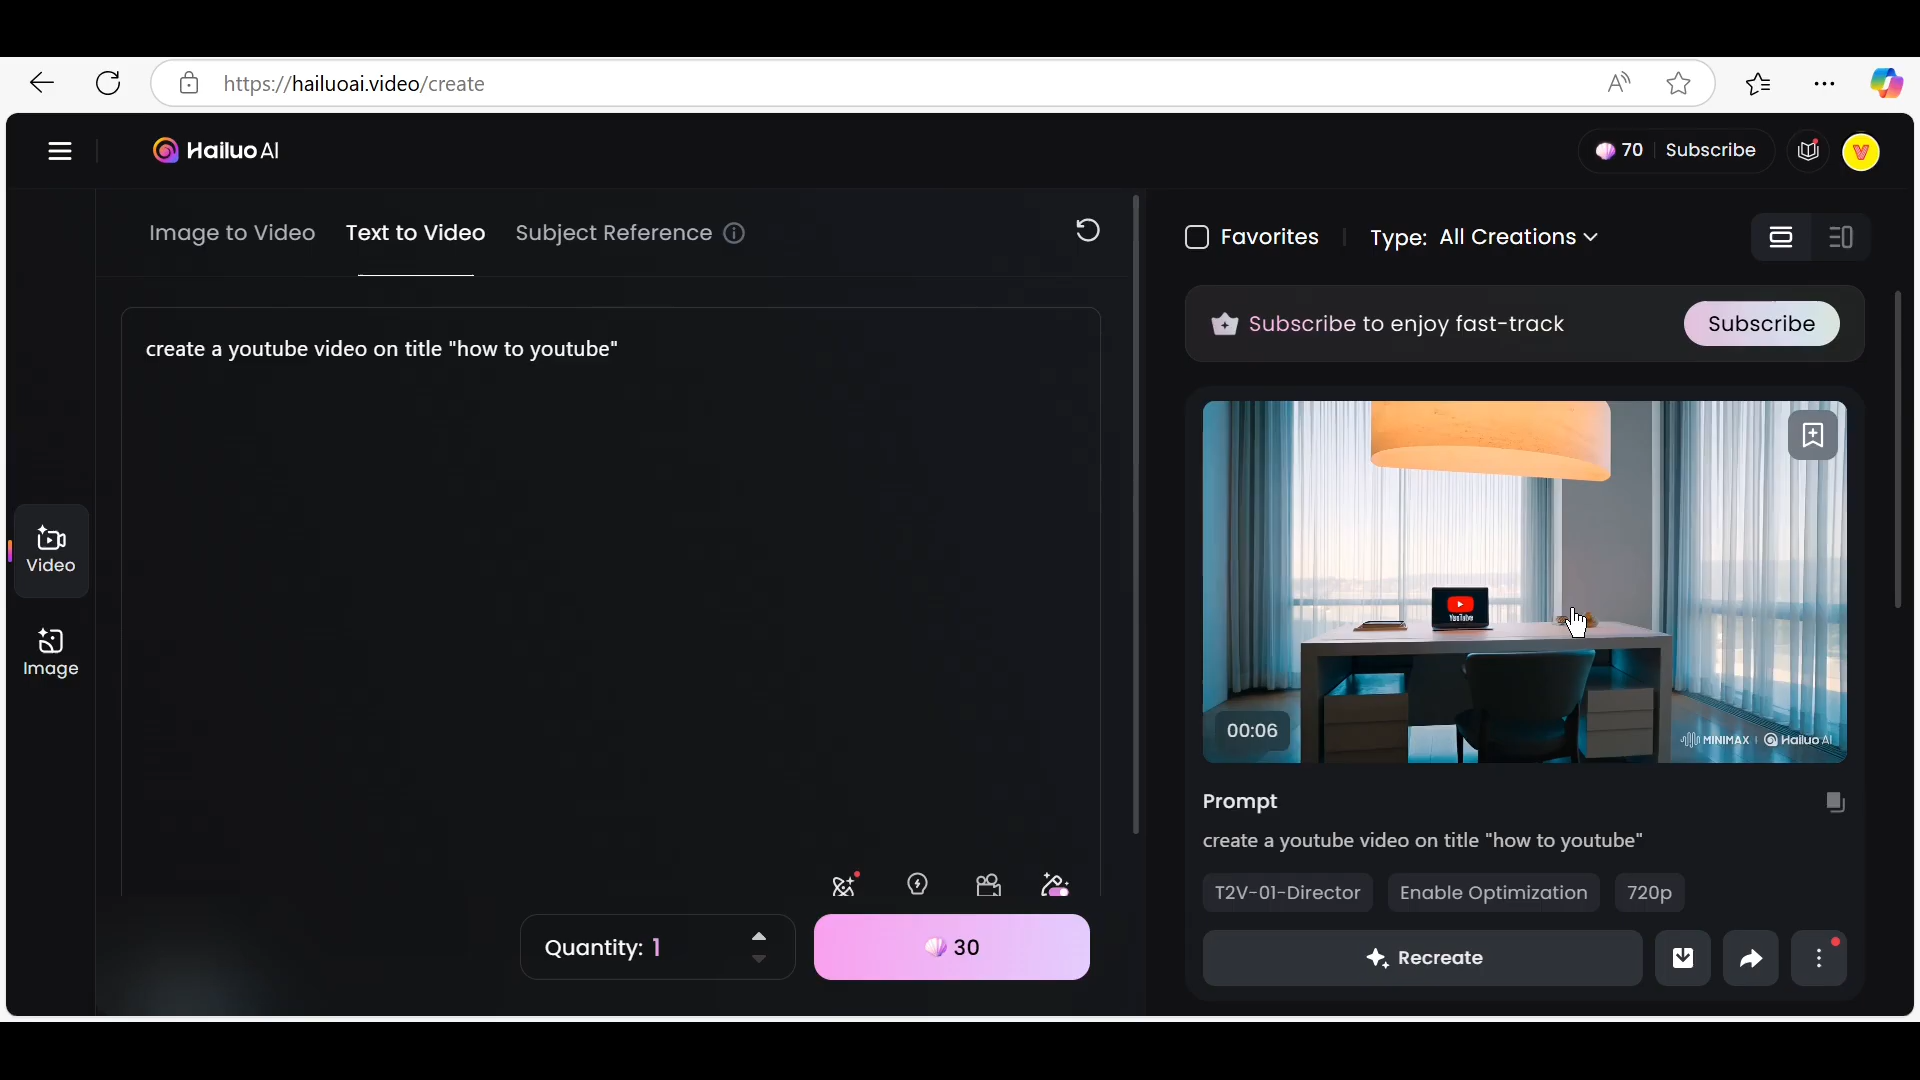 https://hailuoai.video/create
Hailuo AI
70 Subscribe
Image to Video Text to Video Subject Reference
Favorites Type: All Creations
create a youtube video on title "how to youtube"
Subscribe to enjoy fast-track Subscribe
Video
Image
YouTube
00:06
MINIMAX | Hailuo AI
Prompt
create a youtube video on title "how to youtube"
T2V-01-Director Enable Optimization 720p
Quantity: 1 30
Recreate